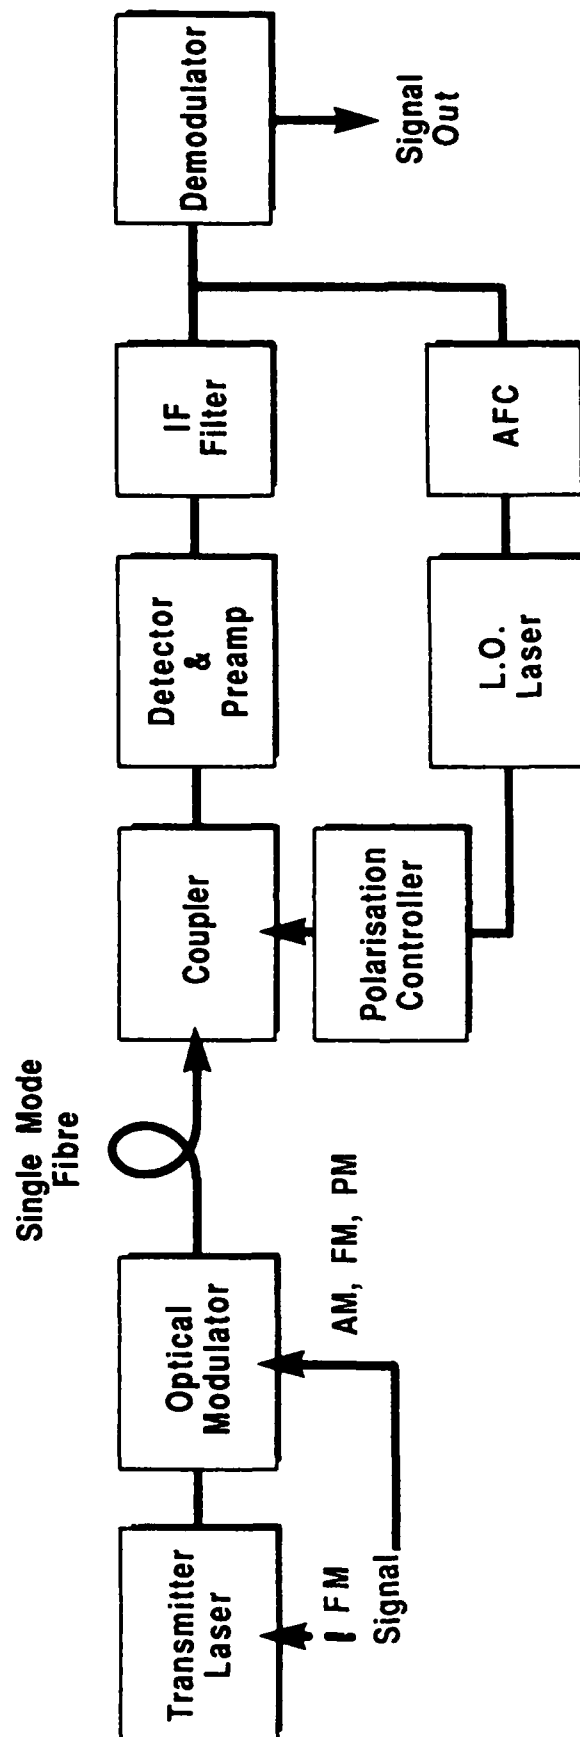 Transmitter
Laser
FM
Signal
Optical
Modulator
AM, FM, PM
Single Mode
Fibre
Coupler
Polarisation
Controller
Detector
&
Preamp
L.O.
Laser
IF
Filter
AFC
Demodulator
Signal
Out